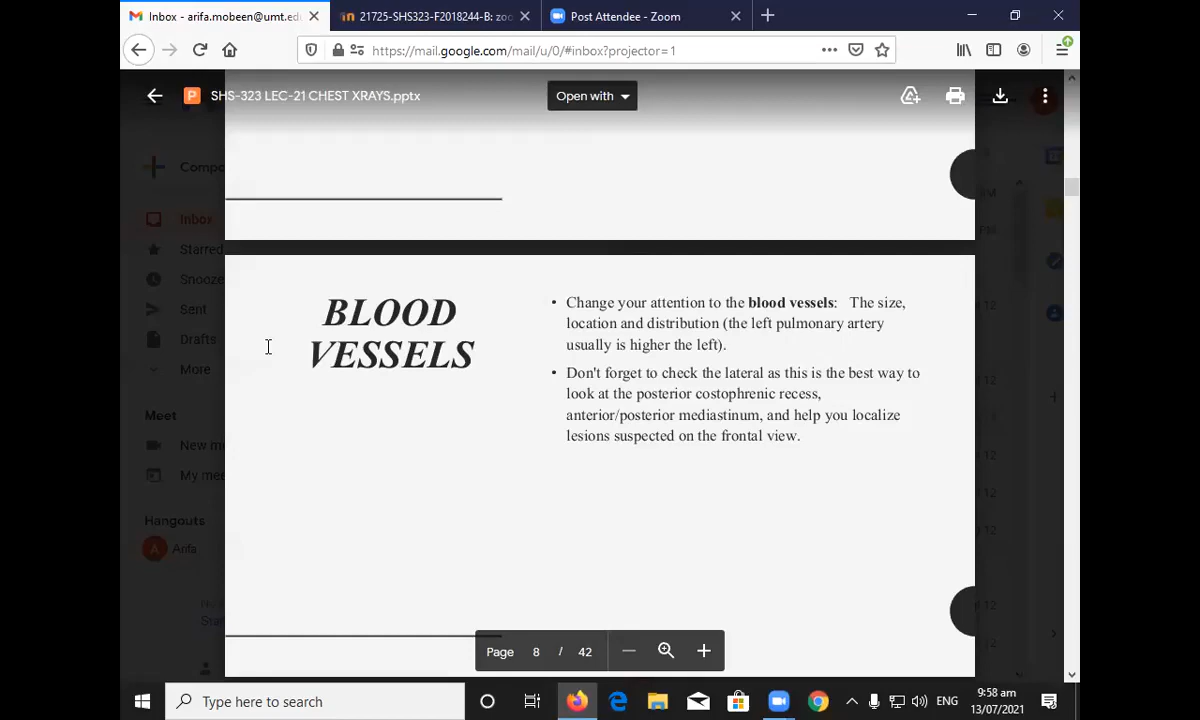 Inbox - arifa.mobeen@umt.ed
21725-SHS323-F2018244-B: zoo
Post Attendee - Zoom
https://mail.google.com/mail/u/0/#inbox?projector=1
SHS-323 LEC-21 CHEST XRAYS.pptx
Open with
Compo
Inbox
Starred
Snooze
Sent
Drafts
More
Meet
New m
My mee
Hangouts
Arifa
BLOOD
VESSELS
• Change your attention to the blood vessels: The size,
location and distribution (the left pulmonary artery
usually is higher the left).
• Don't forget to check the lateral as this is the best way to
look at the posterior costophrenic recess,
anterior/posterior mediastinum, and help you localize
lesions suspected on the frontal view.
Page 8 / 42
Type here to search
ENG
9:58 am
13/07/2021